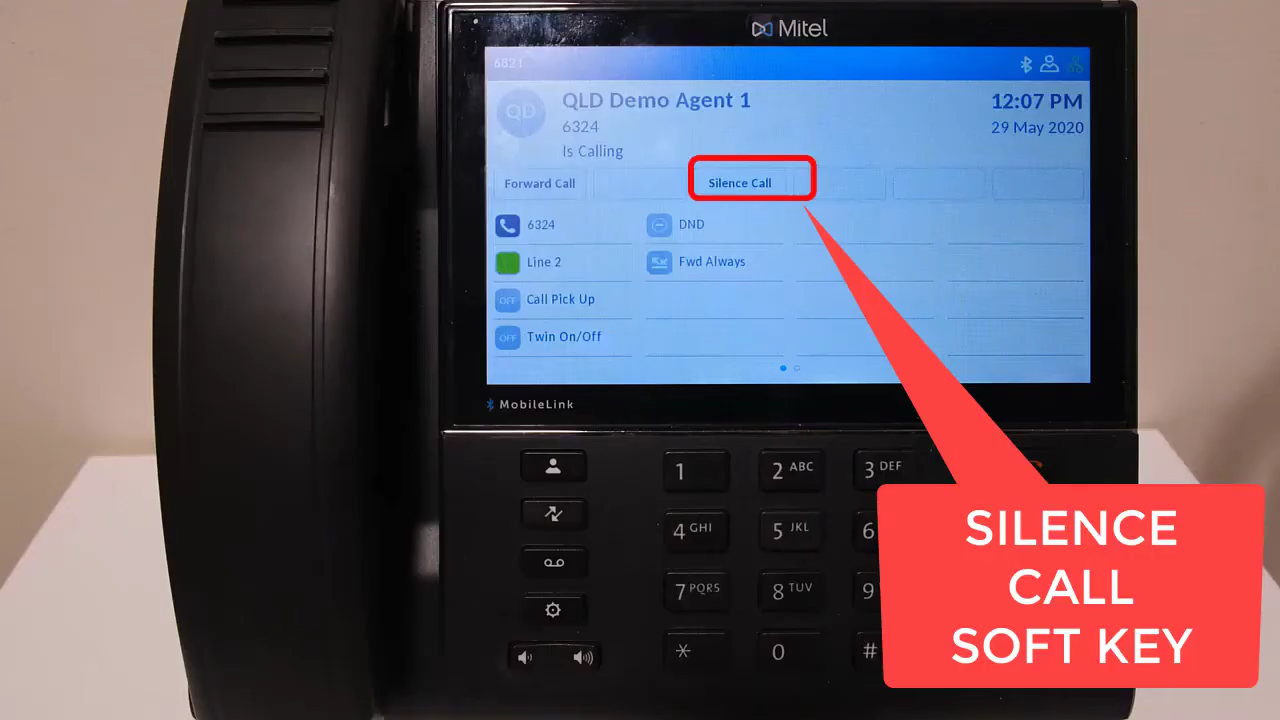 Mitel
6821
QD
QLD Demo Agent 1
12:07 PM
6324
29 May 2020
Is Calling
Forward Call
Silence Call
6324
DND
Line 2
Fwd Always
OFF Call Pick Up
OFF Twin On/Off
MobileLink
1
2 ABC
3 DEF
4 GHI
5 JKL
6
7 PQRS
8 TUV
9
*
0
#
SILENCE
CALL
SOFT KEY